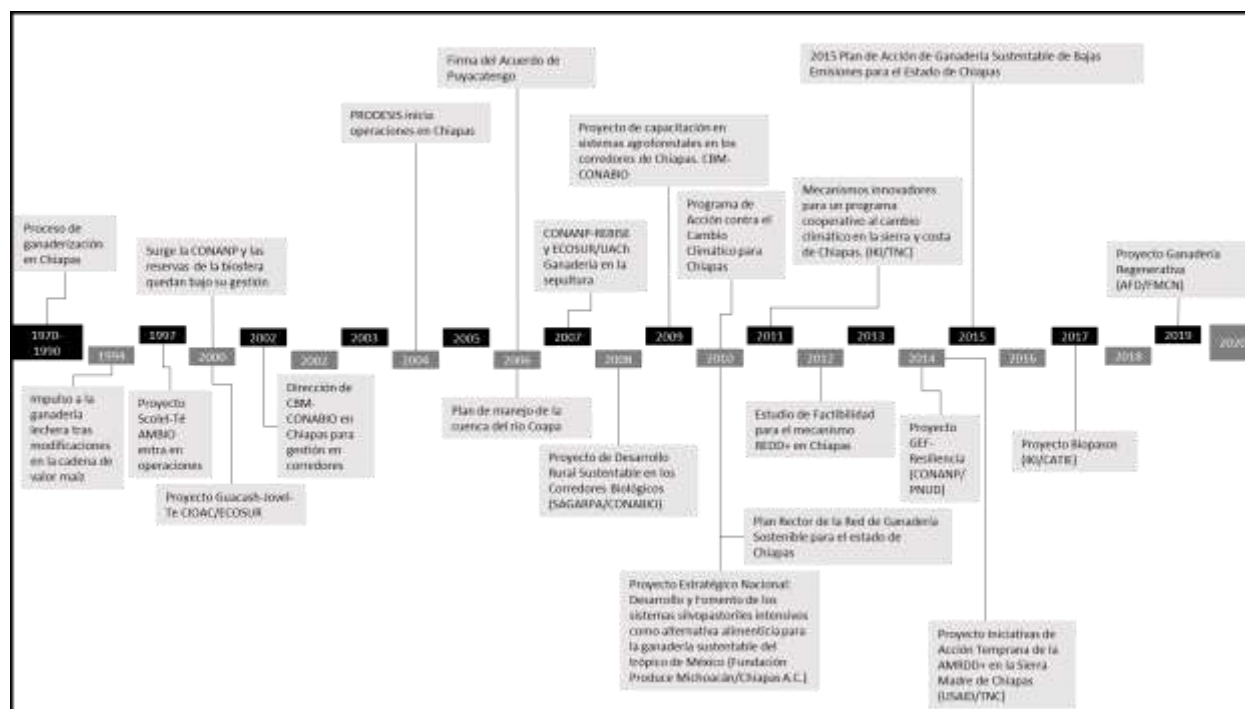 Firma del Acuerdo de
Puyacatengo
2015 Plan de Acción de Ganadería Sustentable de Bajas
Emisiones para el Estado de Chiapas
PRODESIS inicia
operaciones en Chiapas
Proyecto de capacitación en
sistemas agroforestales en los
corredores de Chiapas. CBM-
CONABIO
Proceso de
ganaderización
en Chiapas
Surge la CONANP y las
reservas de la biosfera
quedan bajo su gestión
CONANP-REBISE
y ECOSUR/UACh
Ganadería en la
sepultura
Programa de
Acción contra el
Cambio
Climático para
Chiapas
Mecanismos innovadores
para un programa
cooperativo al cambio
climático en la sierra y costa
de Chiapas. (IKI/TNC)
Proyecto Ganadería
Regenerativa
(AFD/FMCN)
1970-
1990
1994
1997
2000
2002
2002
2003
2004
2005
2006
2007
2008
2009
2010
2011
2012
2013
2014
2015
2016
2017
2018
2019
2020
Impulso a la
ganadería
lechera tras
modificaciones
en la cadena de
valor maíz
Proyecto
Scolel-Té
AMBIO
entra en
operaciones
Proyecto Guacash-Jovel-
Te CIOAC/ECOSUR
Dirección de
CBM-
CONABIO en
Chiapas para
gestión en
corredores
Plan de manejo de la
cuenca del río Coapa
Proyecto de Desarrollo
Rural Sustentable en los
Corredores Biológicos
(SAGARPA/CONABIO)
Estudio de Factibilidad
para el mecanismo
REDD+ en Chiapas
Proyecto
GEF-
Resiliencia
(CONANP/
PNUD)
Proyecto Biopasos
(IKI/CATIE)
Plan Rector de la Red de Ganadería
Sostenible para el estado de
Chiapas
Proyecto Estratégico Nacional:
Desarrollo y Fomento de los
sistemas silvopastoriles intensivos
como alternativa alimenticia para
la ganadería sustentable del
trópico de México (Fundación
Produce Michoacán/Chiapas A.C.)
Proyecto Iniciativas de
Acción Temprana de la
AMRDD+ en la Sierra
Madre de Chiapas
(USAID/TNC)